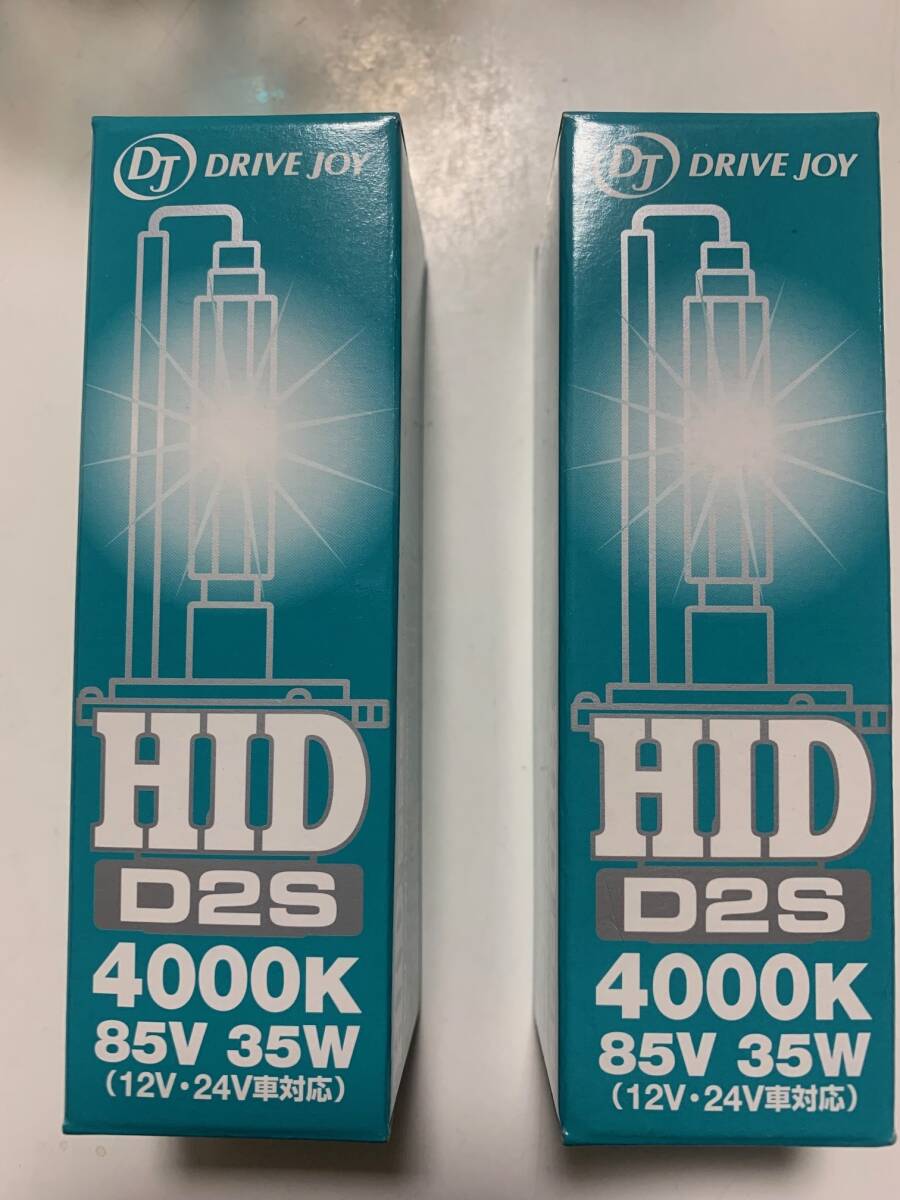 DJ DRIVE JOY
HID
D2S
4000K
85V 35W
(12V・24V車対応)
DJ DRIVE JOY
HID
D2S
4000K
85V 35W
(12V・24V車対応)